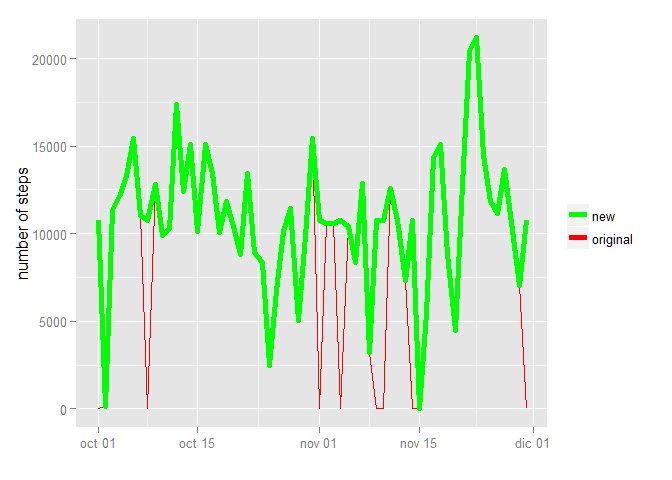 number of steps
20000
15000
10000
5000
0
oct 01
oct 15
nov 01
nov 15
dic 01
new
original